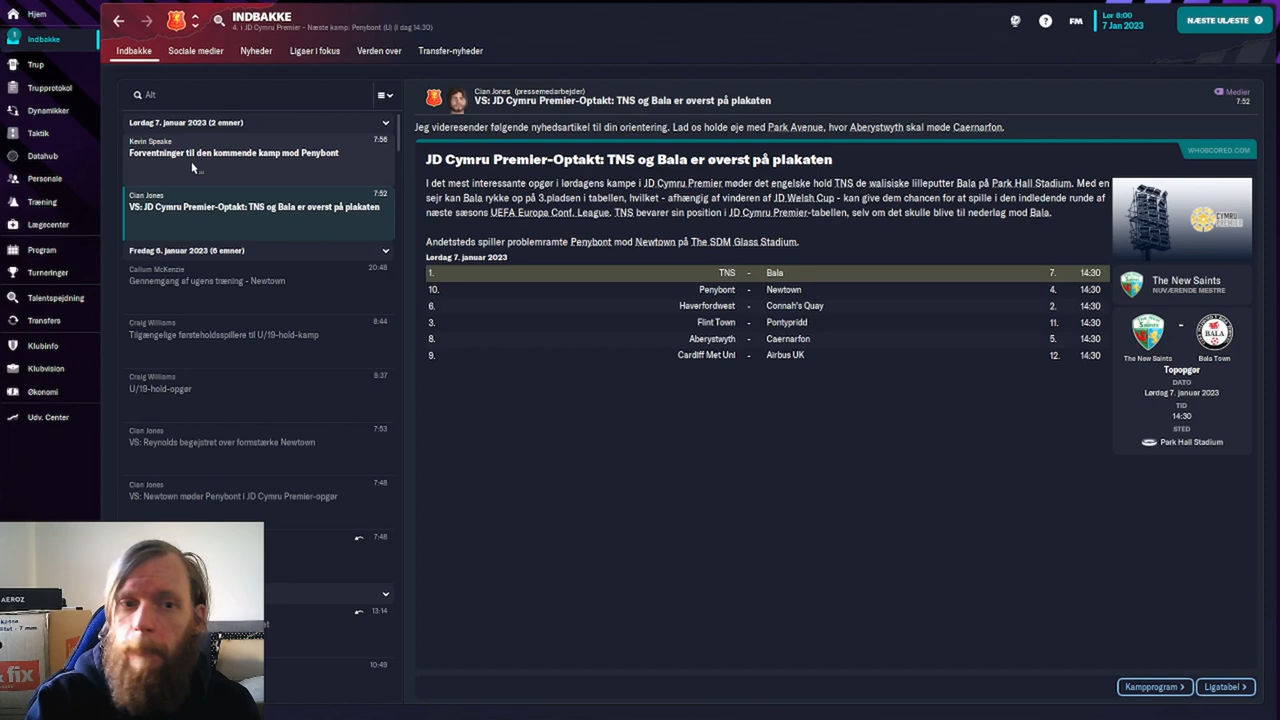 Hjem
Indbakke
Trup
Trupprotokol
Dynamikker
Taktik
Datahub
Personale
Træning
Lægecenter
Program
Turneringer
Talentspejdning
Transfers
Klubinfo
Klubvision
Økonomi
Udv. Center
INDBAKKE
4. i JD Cymru Premier - Næste kamp. Penybont (U) (I dag 14:30)
FM
Lør 8:00
7 Jan 2023
NÆSTE ULÆSTE
Indbakke Sociale medier Nyheder Ligaer i fokus Verden over Transfer-nyheder
Alt
Lørdag 7. januar 2023 (2 emner)
Kevin Speake 7:56
Forventninger til den kommende kamp mod Penybont
Cian Jones 7:52
VS: JD Cymru Premier-Optakt: TNS og Bala er øverst på plakaten
Fredag 6. januar 2023 (6 emner)
Callum McKenzie 20:48
Gennemgang af ugens træning - Newtown
Craig Williams 8:44
Tilgængelige førsteholdsspillere til U/19-hold-kamp
Craig Williams 8:37
U/19-hold-opgør
Cian Jones 7:53
VS: Reynolds begejstret over formstærke Newtown
Cian Jones 7:48
VS: Newtown møder Penybont i JD Cymru Premier-opgør
7:48
13:14
10:49
Cian Jones (pressemedarbejder)
VS: JD Cymru Premier-Optakt: TNS og Bala er øverst på plakaten
Medier
7:52
Jeg videresender følgende nyhedsartikel til din orientering. Lad os holde øje med Park Avenue, hvor Aberystwyth skal møde Caernarfon.
WHOSCORED.COM
JD Cymru Premier-Optakt: TNS og Bala er øverst på plakaten
I det mest interessante opgør i lørdagens kampe i JD Cymru Premier møder det engelske hold TNS de walisiske lilleputter Bala på Park Hall Stadium. Med en
sejr kan Bala rykke op på 3.pladsen i tabellen, hvilket - afhængig af vinderen af JD Welsh Cup - kan give dem chancen for at spille i den indledende runde af
næste sæsons UEFA Europa Conf. League. TNS bevarer sin position i JD Cymru Premier-tabellen, selv om det skulle blive til nederlag mod Bala.
Andetsteds spiller problemramte Penybont mod Newtown på The SDM Glass Stadium.
Lørdag 7. januar 2023
1. TNS - Bala 7. 14:30
10. Penybont - Newtown 4. 14:30
6. Haverfordwest - Connah's Quay 2. 14:30
3. Flint Town - Pontypridd 11. 14:30
8. Aberystwyth - Caernarfon 5. 14:30
9. Cardiff Met Uni - Airbus UK 12. 14:30
CYMRU
PREMIER
The New Saints
NUVÆRENDE MESTRE
-
The New Saints Bala Town
Topopgør
DATO
Lørdag 7. januar 2023
TID
14:30
STED
Park Hall Stadium
Kampprogram
Ligatabel
AEROZ
fix